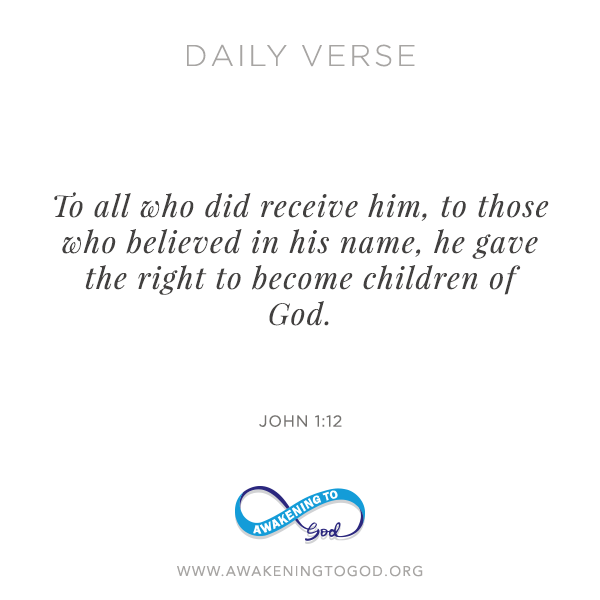 DAILY VERSE
To all who did receive him, to those
who believed in his name, he gave
the right to become children of
God.
JOHN 1:12
AWAKENING TO
God
WWW.AWAKENINGTOGOD.ORG